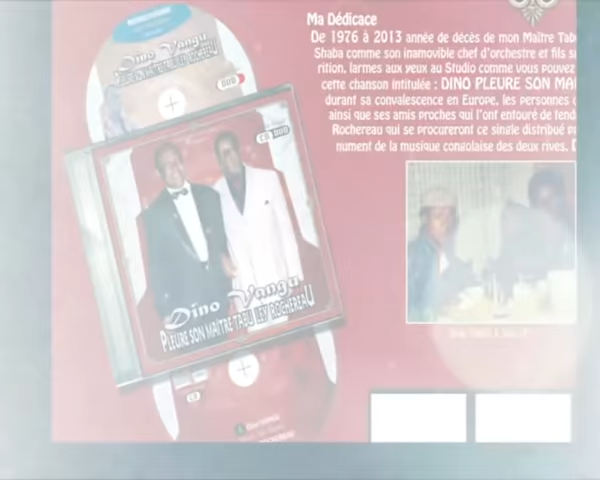 Dino Vangu
DVD
Ma Dédicace
De 1976 à 2013 année de décès de mon Maître Tab
Shaba comme son inamovible chef d'orchestre et fils s
rition, larmes aux yeux au Studio comme vous pouvez
cette chanson intitulée : DINO PLEURE SON MAÎ
durant sa convalescence en Europe, les personnes
ainsi que ses amis proches qui l'ont entouré de tend
Rochereau qui se procureront ce single distribué p
nument de la musique congolaise des deux rives. D
CD DVD
Dino Vangu
PLEURE SON MAÎTRE TABU LEY ROCHEREAU
CD